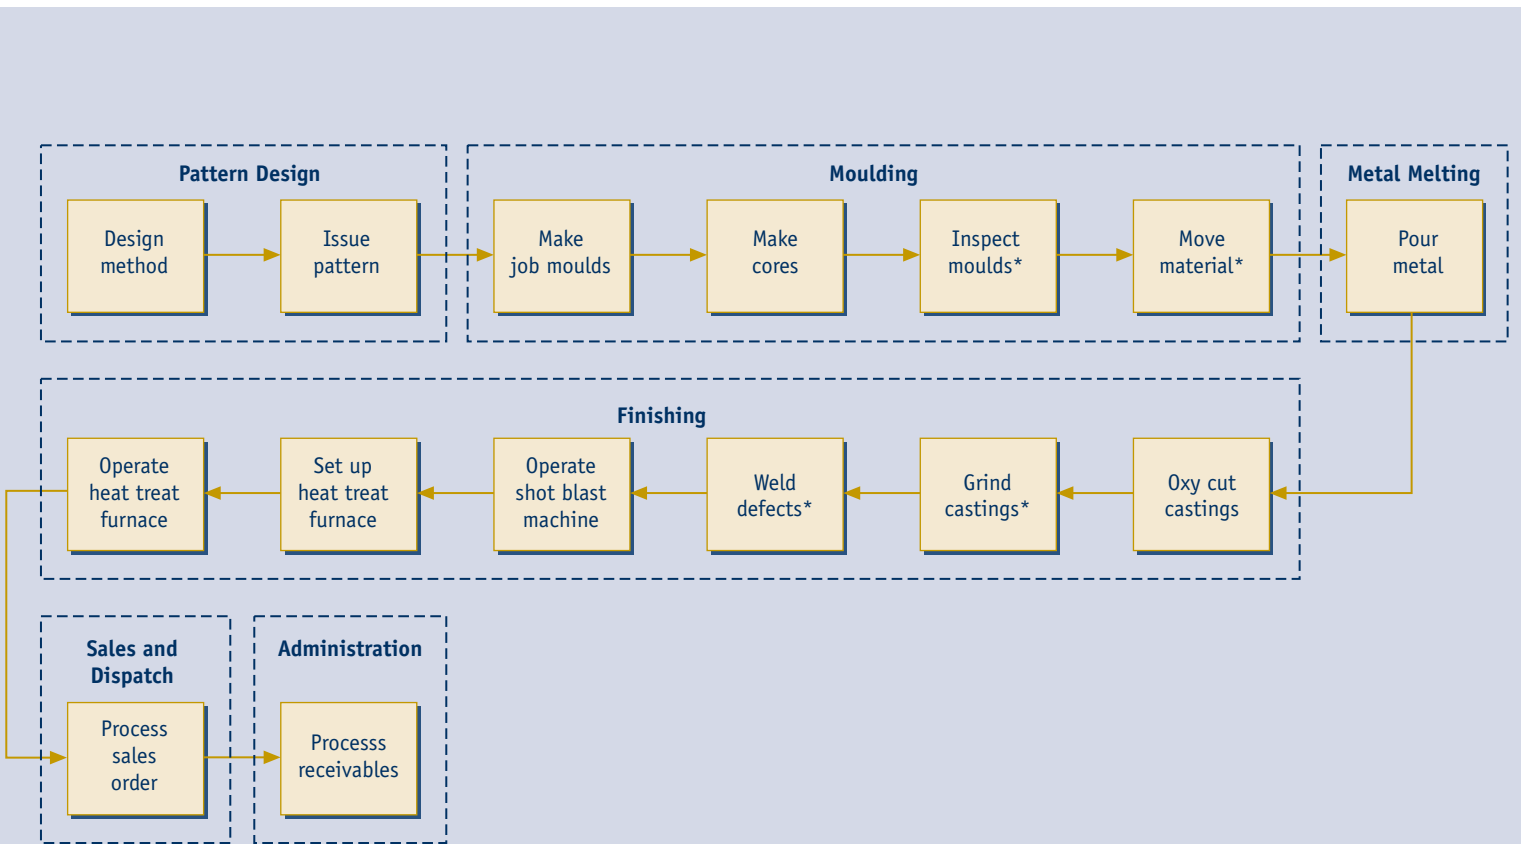 Pattern Design
Design
method
Issue
pattern
Moulding
Make
job moulds
Make
cores
Inspect
moulds*
Move
material*
Metal Melting
Pour
metal
Finishing
Operate
heat treat
furnace
Set up
heat treat
furnace
Operate
shot blast
machine
Weld
defects*
Grind
castings*
Oxy cut
castings
Sales and
Dispatch
Process
sales
order
Administration
Processs
receivables